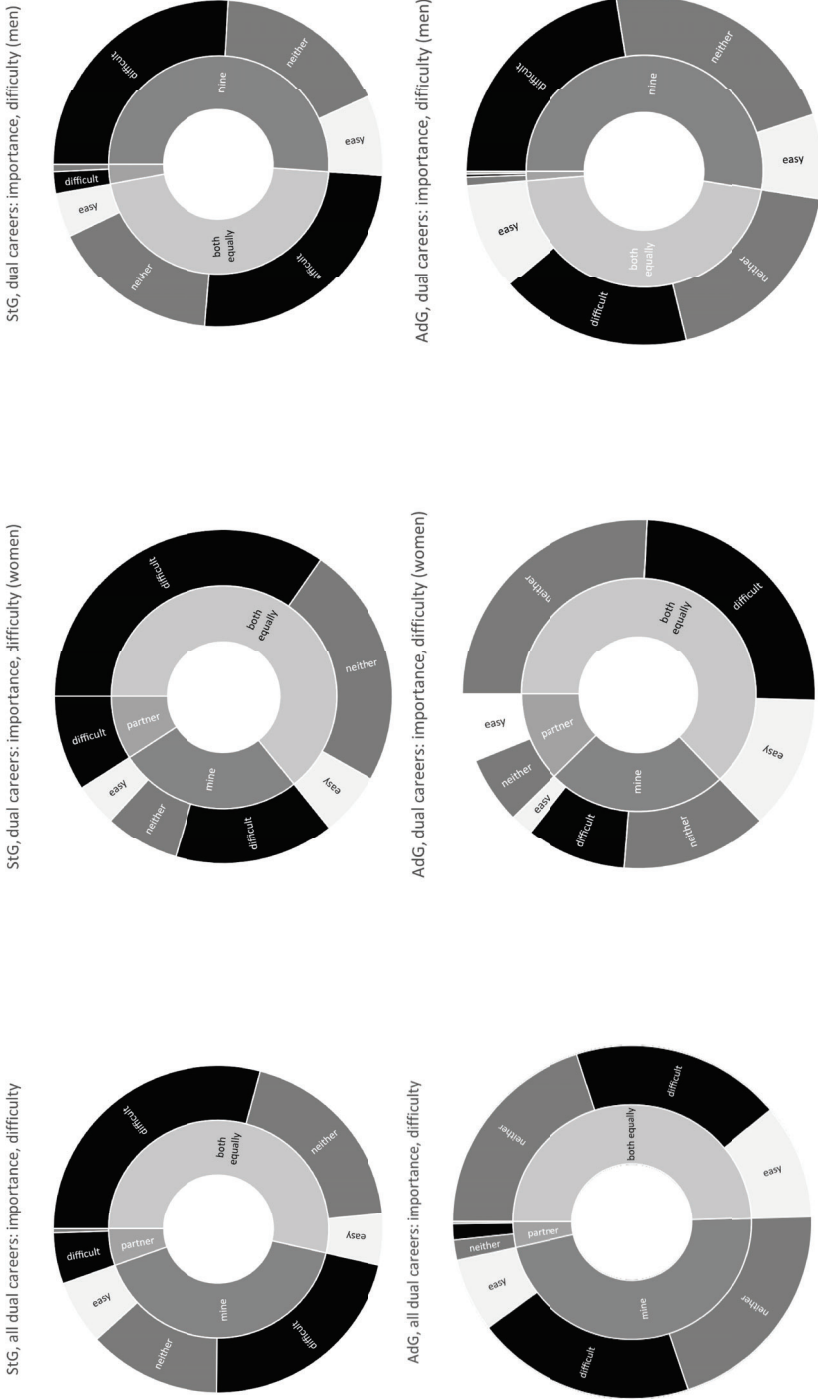 StG, all dual careers: importance, difficulty
difficult
neither
easy
difficult
neither
easy
difficult
both
equally
mine
partner
StG, dual careers: importance, difficulty (women)
difficult
neither
easy
difficult
neither
easy
difficult
both
equally
mine
partner
StG, dual careers: importance, difficulty (men)
difficult
neither
easy
difficult
neither
easy
difficult
mine
both
equally
AdG, all dual careers: importance, difficulty
neither
difficult
easy
neither
difficult
easy
neither
both equally
mine
partner
AdG, dual careers: importance, difficulty (women)
neither
difficult
easy
neither
difficult
easy
neither
easy
both
equally
mine
partner
AdG, dual careers: importance, difficulty (men)
difficult
neither
easy
neither
difficult
easy
mine
both
equally